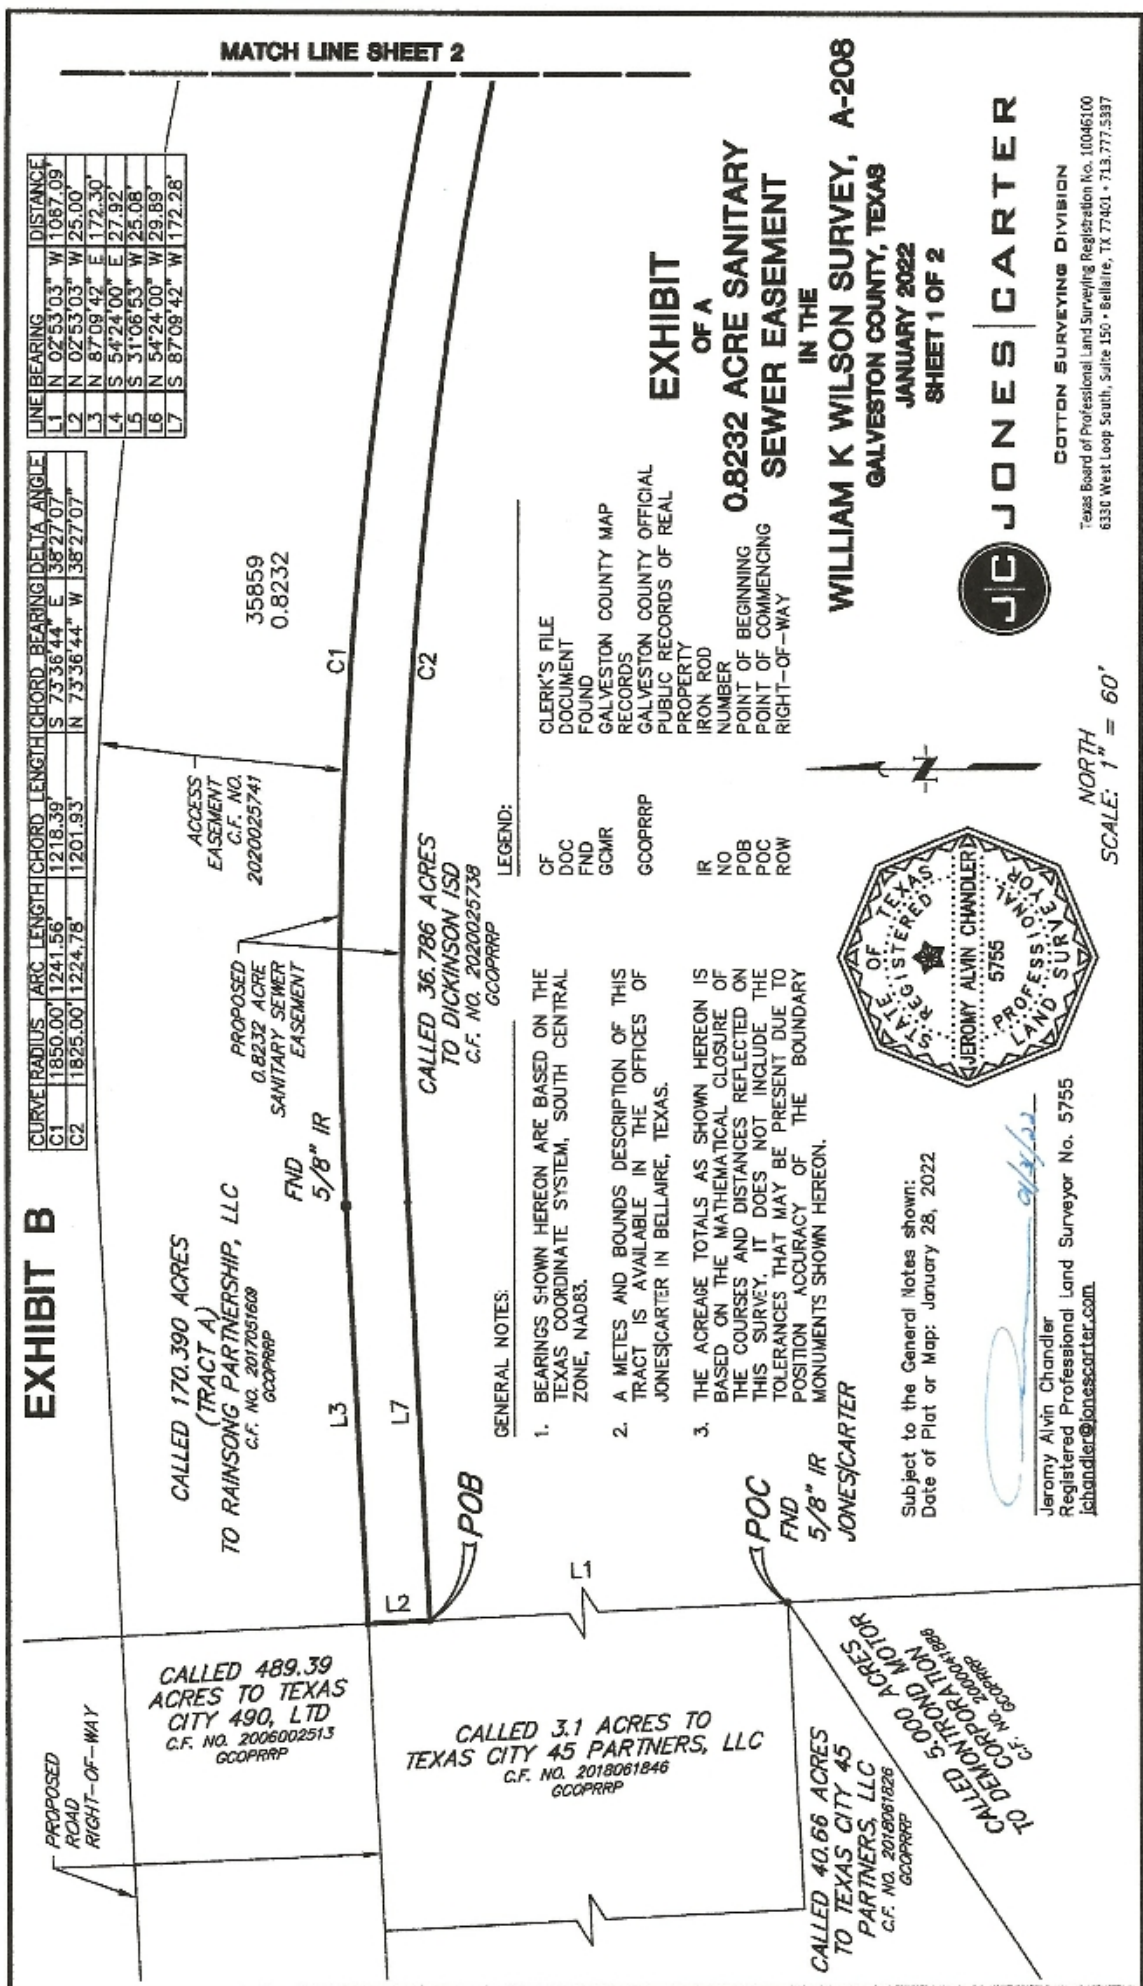 EXHIBIT B
CURVE RADIUS ARC LENGTH CHORD LENGTH CHORD BEARING DELTA ANGLE
C1 1850.00' 1241.56' 1218.39' S 73°36'44" E 38°27'07"
C2 1825.00' 1224.78' 1201.93' N 73°36'44" W 38°27'07"
LINE BEARING DISTANCE
L1 N 02°53'03" W 1087.09'
L2 N 02°53'03" W 25.00'
L3 N 87°09'42" E 172.30'
L4 S 54°24'00" E 27.92'
L5 S 31°06'53" W 25.08'
L6 N 54°24'00" W 29.89'
L7 S 87°09'42" W 172.28'
MATCH LINE SHEET 2
PROPOSED
ROAD
RIGHT-OF-WAY
CALLED 489.39
ACRES TO TEXAS
CITY 490, LTD
C.F. NO. 2006002513
GCOPRRP
CALLED 170.390 ACRES
(TRACT A)
TO RAINSONG PARTNERSHIP, LLC
C.F. NO. 2017051609
GCOPRRP
FND
5/8" IR
PROPOSED
0.8232 ACRE
SANITARY SEWER
EASEMENT
ACCESS
EASEMENT
C.F. NO.
2020025741
35859
0.8232
L3
C1
L2
L7
C2
POB
CALLED 36.786 ACRES
TO DICKINSON ISD
C.F. NO. 2020025738
GCOPRRP
CALLED 3.1 ACRES TO
TEXAS CITY 45 PARTNERS, LLC
C.F. NO. 2018061846
GCOPRRP
L1
POC
FND
5/8" IR
JONES|CARTER
CALLED 40.66 ACRES
TO TEXAS CITY 45
PARTNERS, LLC
C.F. NO. 2018061826
GCOPRRP
CALLED 5.000 ACRES
TO DEMONTROND MOTOR
CORPORATION
C.F. NO. 2000041886
GCOPRRP
GENERAL NOTES:
1. BEARINGS SHOWN HEREON ARE BASED ON THE
TEXAS COORDINATE SYSTEM, SOUTH CENTRAL
ZONE, NAD83.
2. A METES AND BOUNDS DESCRIPTION OF THIS
TRACT IS AVAILABLE IN THE OFFICES OF
JONES|CARTER IN BELLAIRE, TEXAS.
3. THE ACREAGE TOTALS AS SHOWN HEREON IS
BASED ON THE MATHEMATICAL CLOSURE OF
THE COURSES AND DISTANCES REFLECTED ON
THIS SURVEY. IT DOES NOT INCLUDE THE
TOLERANCES THAT MAY BE PRESENT DUE TO
POSITION ACCURACY OF THE BOUNDARY
MONUMENTS SHOWN HEREON.
LEGEND:
CF CLERK'S FILE
DOC DOCUMENT
FND FOUND
GCMR GALVESTON COUNTY MAP
RECORDS
GCOPRRP GALVESTON COUNTY OFFICIAL
PUBLIC RECORDS OF REAL
PROPERTY
IR IRON ROD
NO NUMBER
POB POINT OF BEGINNING
POC POINT OF COMMENCING
ROW RIGHT-OF-WAY
Subject to the General Notes shown:
Date of Plat or Map: January 28, 2022
01/31/22
Jeromy Alvin Chandler
Registered Professional Land Surveyor No. 5755
jchandler@jonescarter.com
STATE OF TEXAS
REGISTERED
JEROMY ALVIN CHANDLER
5755
PROFESSIONAL
LAND SURVEYOR
N
NORTH
SCALE: 1" = 60'
EXHIBIT
OF A
0.8232 ACRE SANITARY
SEWER EASEMENT
IN THE
WILLIAM K WILSON SURVEY, A-208
GALVESTON COUNTY, TEXAS
JANUARY 2022
SHEET 1 OF 2
J|C JONES|CARTER
COTTON SURVEYING DIVISION
Texas Board of Professional Land Surveying Registration No. 10046100
6330 West Loop South, Suite 150 • Bellaire, TX 77401 • 713.777.5337